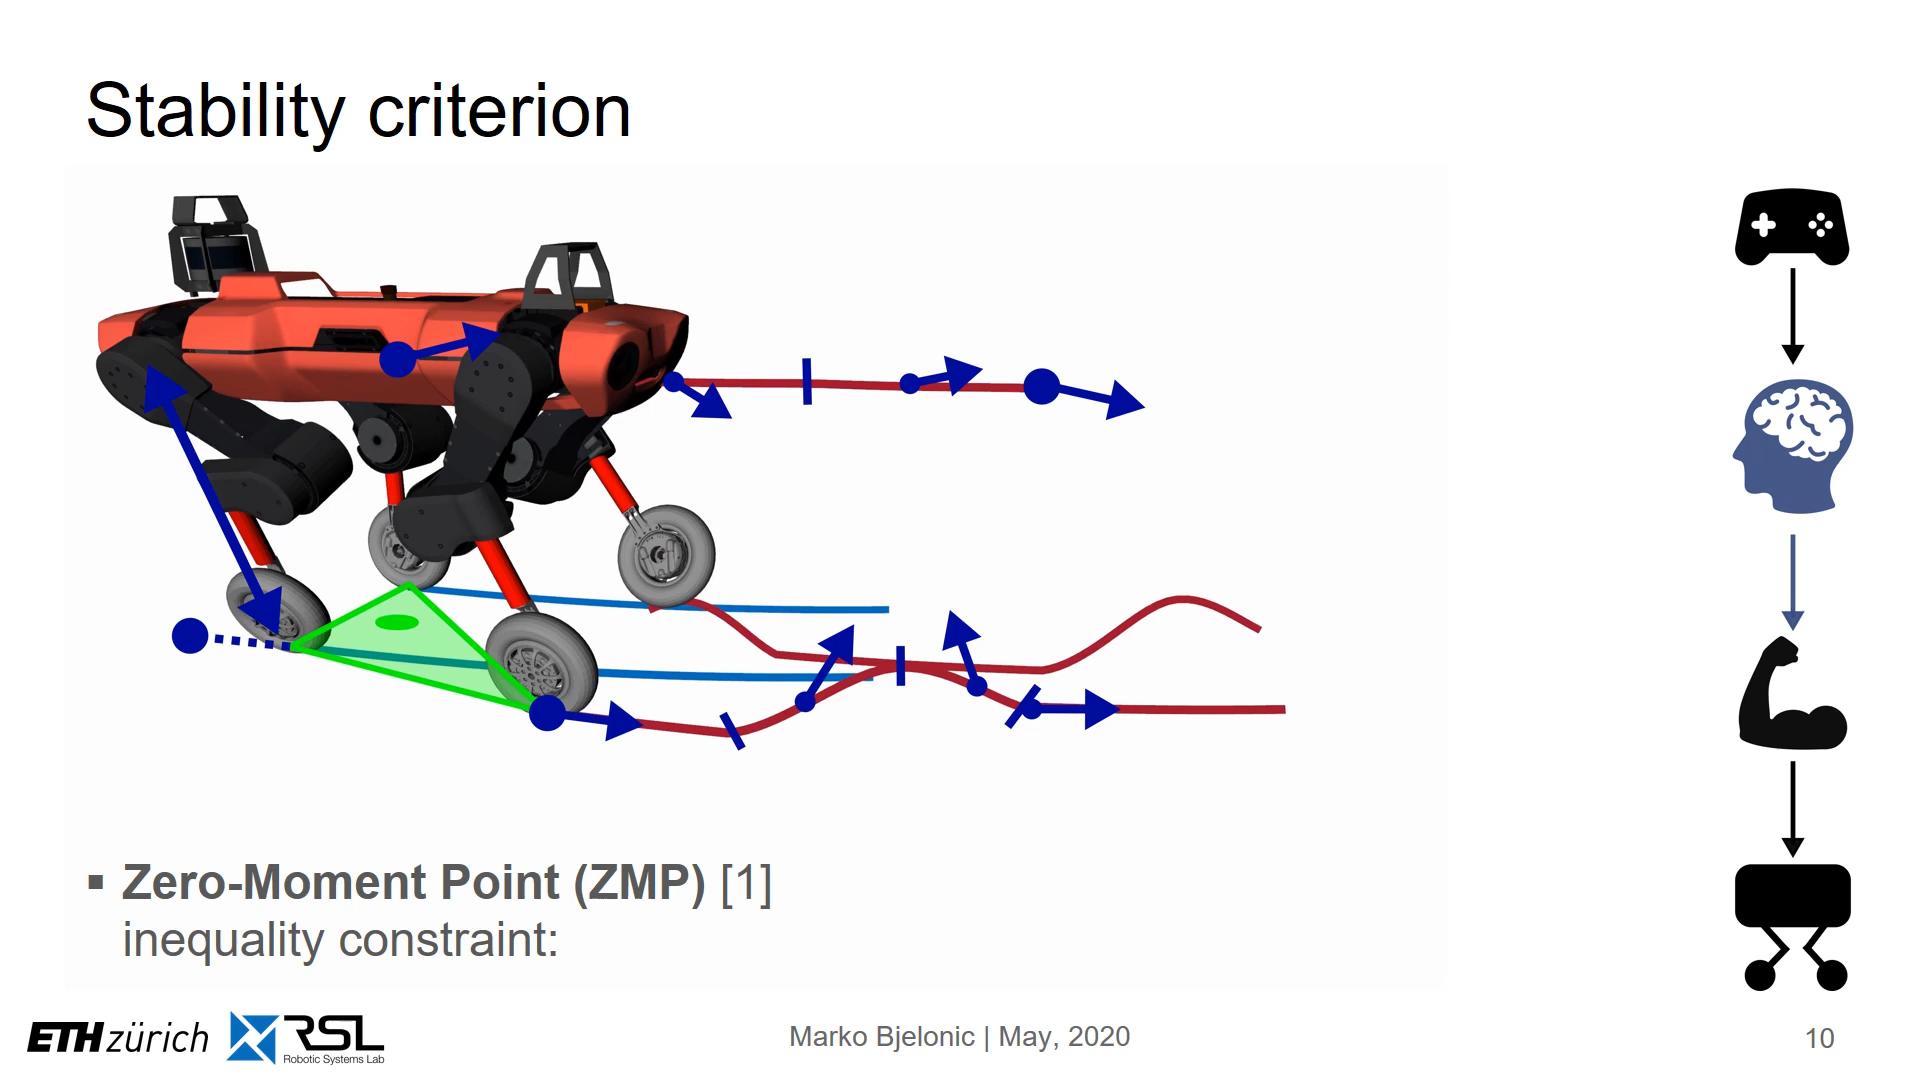 Stability criterion
▪ Zero-Moment Point (ZMP) [1]
inequality constraint:
ETH zürich
RSL
Robotic Systems Lab
Marko Bjelonic | May, 2020
10